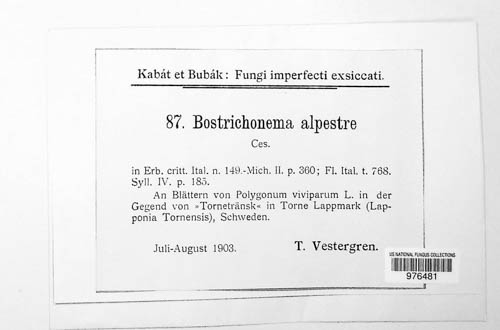 Kabát et Bubák: Fungi imperfecti exsiccati.
87. Bostrichonema alpestre
Ces.
in Erb. critt. Ital. n. 149.-Mich. II. p. 360; Fl. Ital. t. 768.
Syll. IV. p. 185.
An Blättern von Polygonum viviparum L. in der
Gegend von »Tornetränsk« in Torne Lappmark (Lap-
ponia Tornensis), Schweden.
Juli-August 1903. T. Vestergren.
US NATIONAL FUNGUS COLLECTIONS
976481